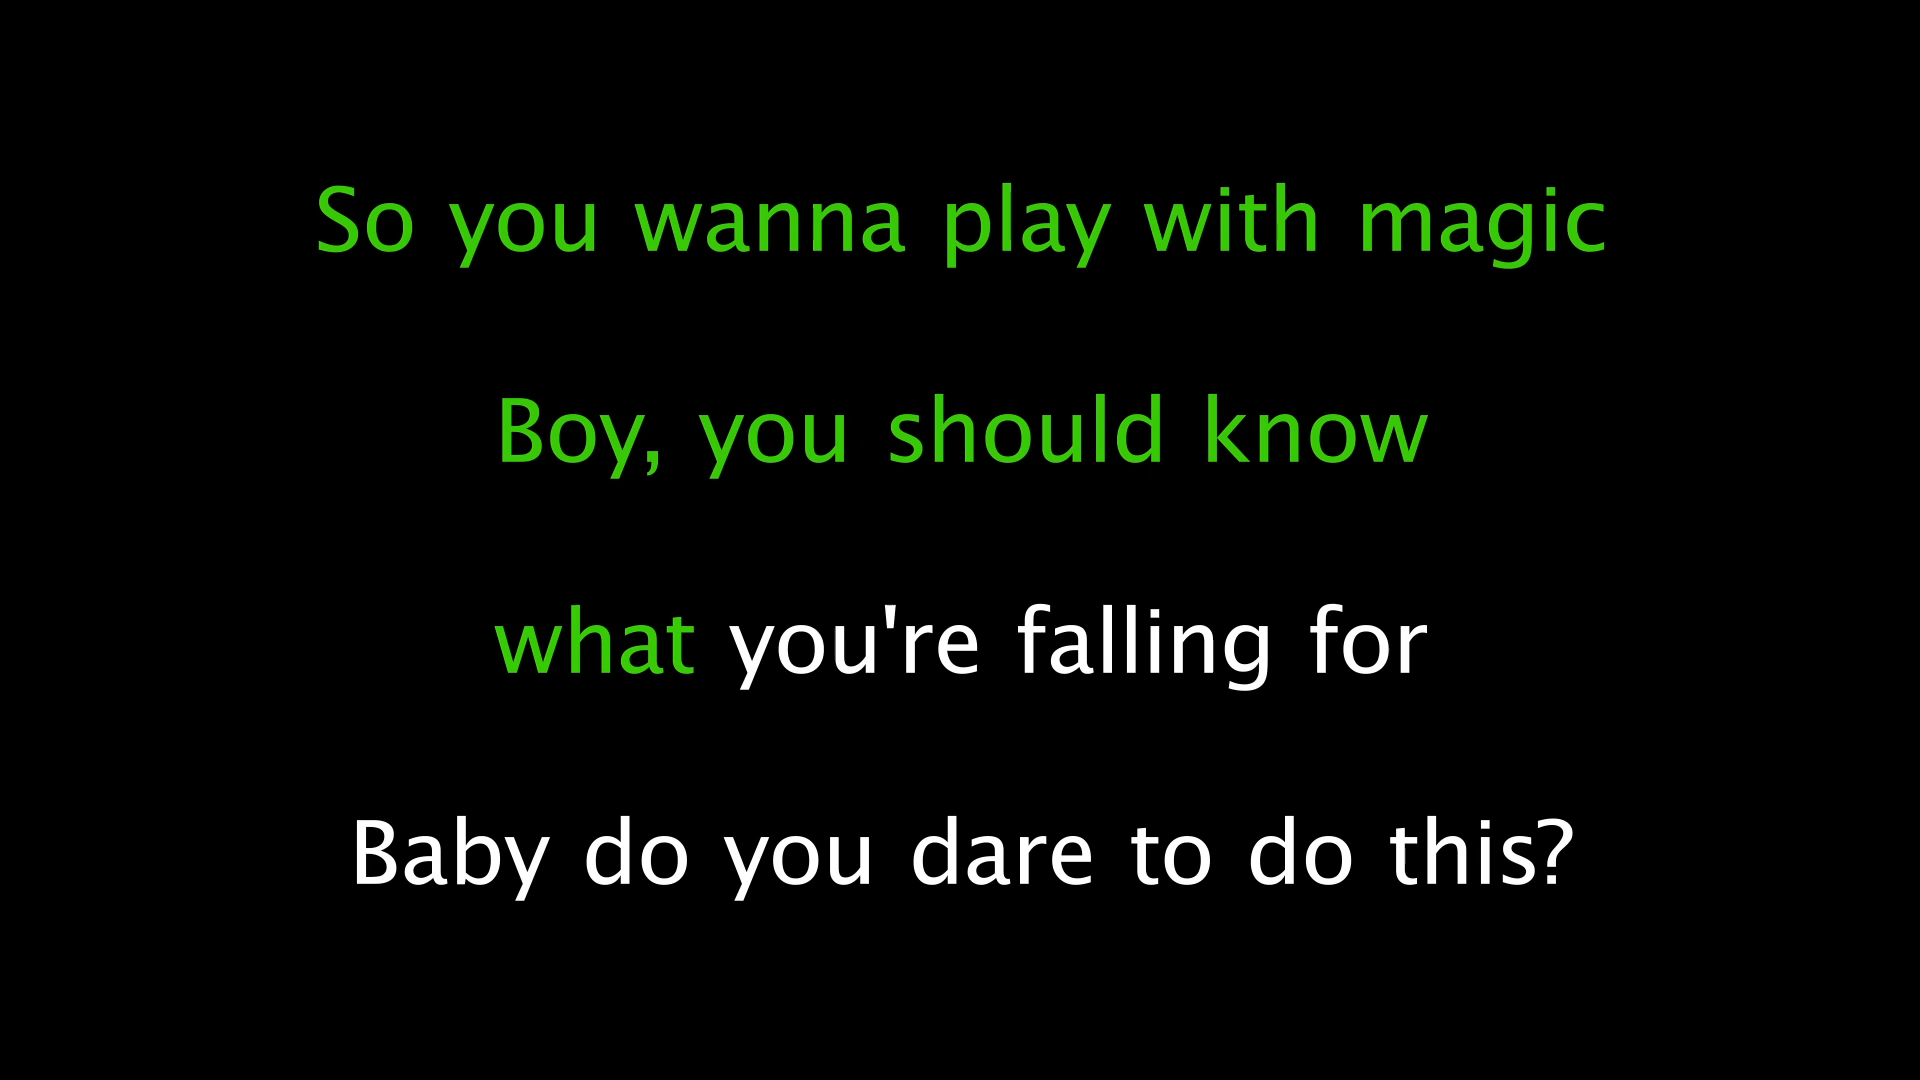 So you wanna play with magic
Boy, you should know
what you're falling for
Baby do you dare to do this?